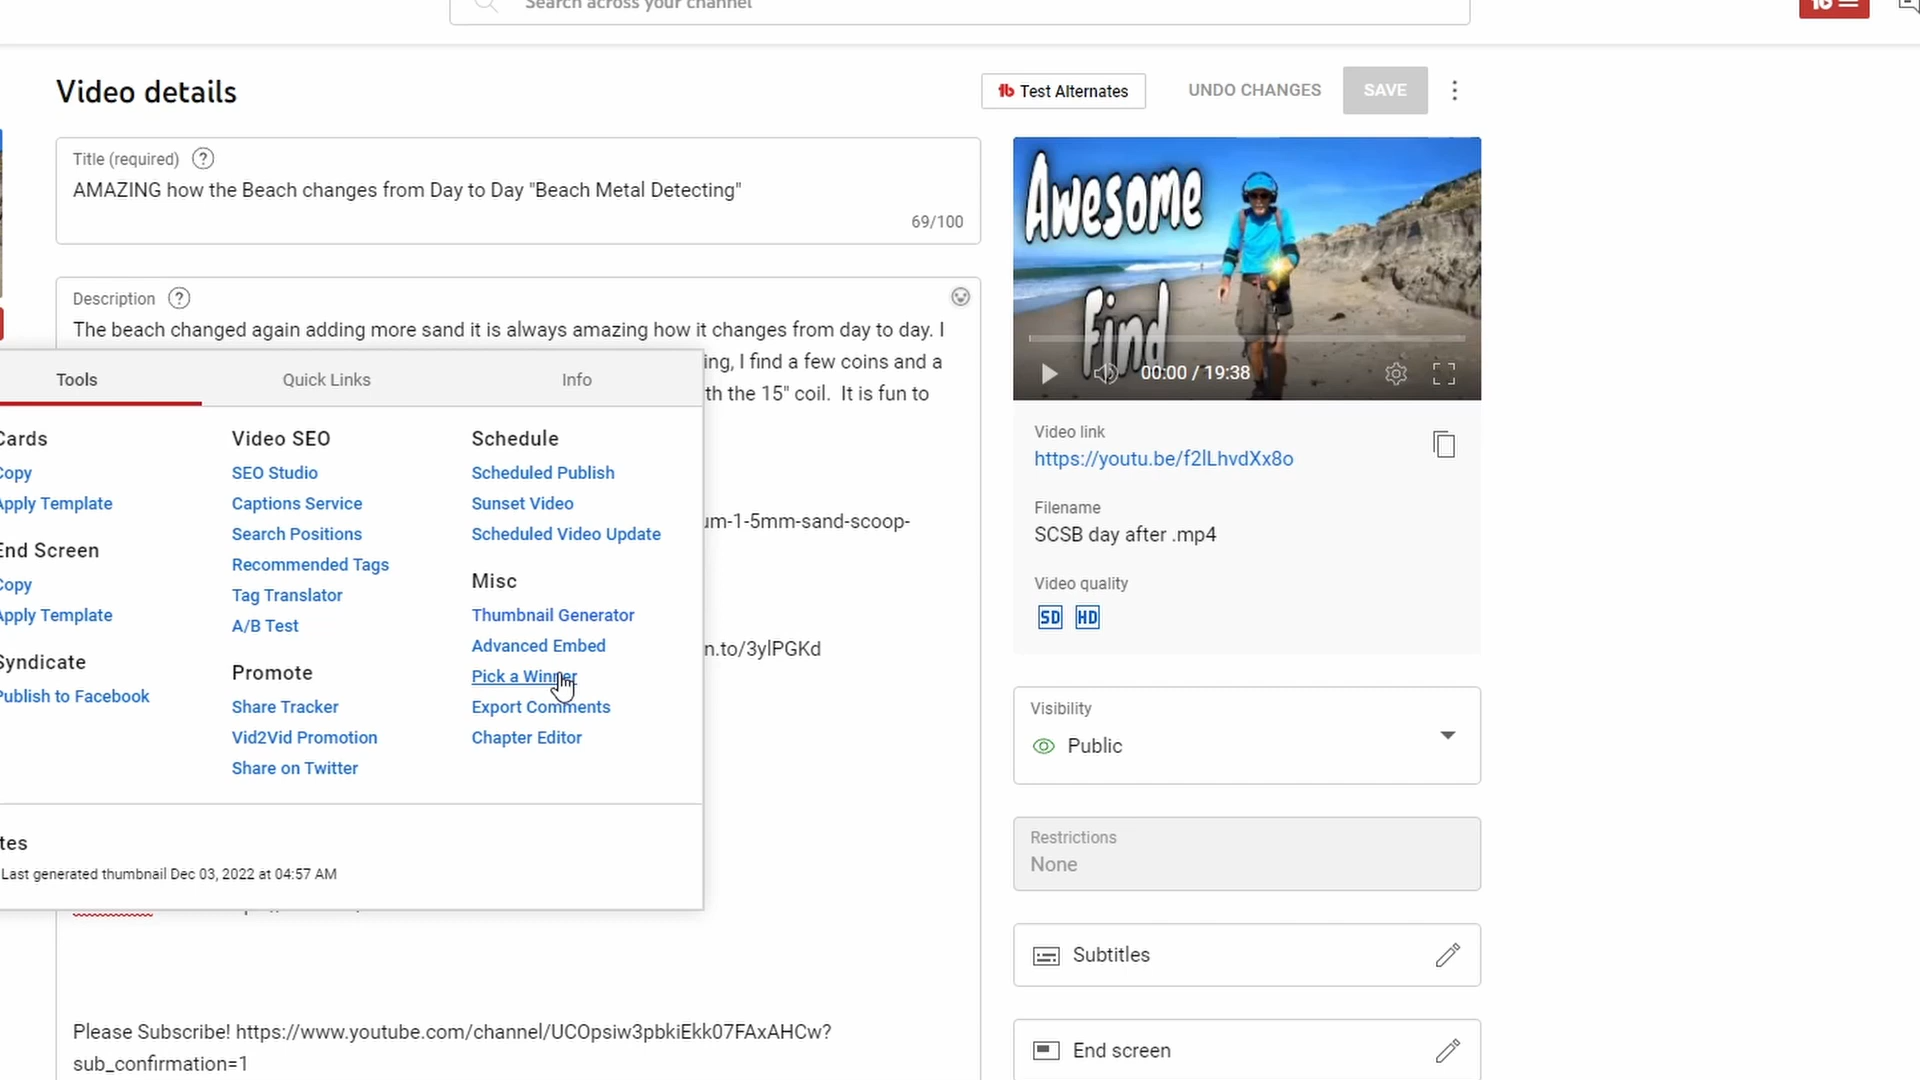 Search across your channel
Video details
Test Alternates
UNDO CHANGES
SAVE
Title (required)
AMAZING how the Beach changes from Day to Day "Beach Metal Detecting"
69/100
Description
The beach changed again adding more sand it is always amazing how it changes from day to day. I
ing, I find a few coins and a
th the 15" coil. It is fun to
um-1-5mm-sand-scoop-
n.to/3ylPGKd
Please Subscribe! https://www.youtube.com/channel/UCOpsiw3pbkiEkk07FAxAHCw?
sub_confirmation=1
Tools
Quick Links
Info
Cards
Copy
Apply Template
End Screen
Copy
Apply Template
Syndicate
Publish to Facebook
Video SEO
SEO Studio
Captions Service
Search Positions
Recommended Tags
Tag Translator
A/B Test
Promote
Share Tracker
Vid2Vid Promotion
Share on Twitter
Schedule
Scheduled Publish
Sunset Video
Scheduled Video Update
Misc
Thumbnail Generator
Advanced Embed
Pick a Winner
Export Comments
Chapter Editor
tes
Last generated thumbnail Dec 03, 2022 at 04:57 AM
Awesome
Find
00:00 / 19:38
Video link
https://youtu.be/f2lLhvdXx8o
Filename
SCSB day after .mp4
Video quality
SD HD
Visibility
Public
Restrictions
None
Subtitles
End screen